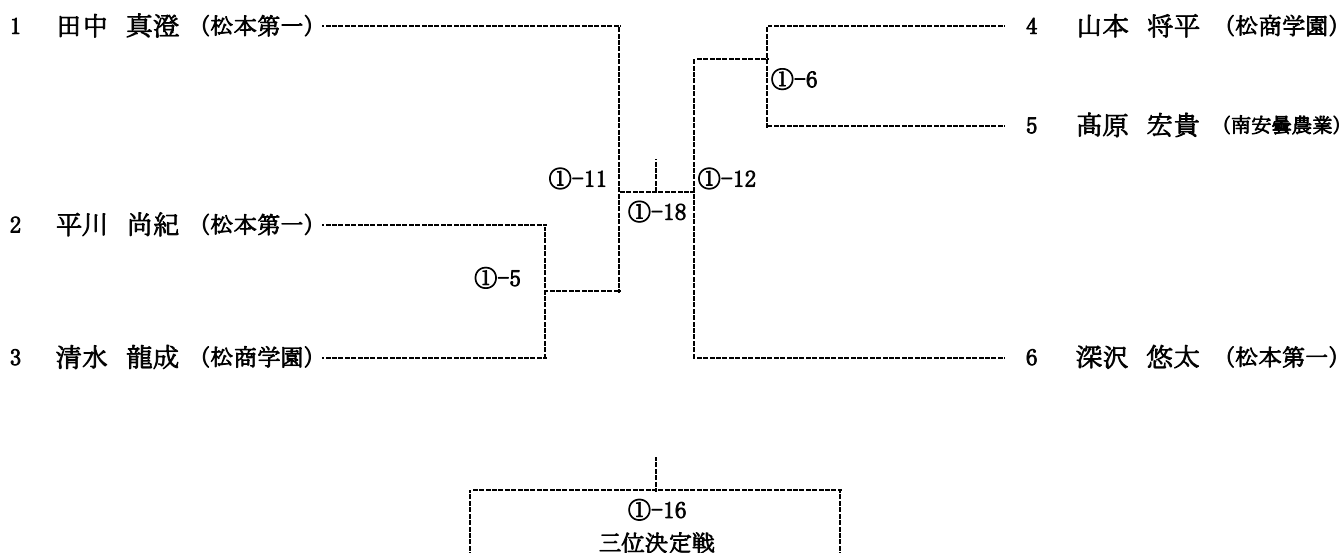 1 田中 真澄 (松本第一)
4 山本 将平 (松商学園)
①-6
5 髙原 宏貴 (南安曇農業)
①-11
①-12
①-18
2 平川 尚紀 (松本第一)
①-5
3 清水 龍成 (松商学園)
6 深沢 悠太 (松本第一)
①-16
三位決定戦